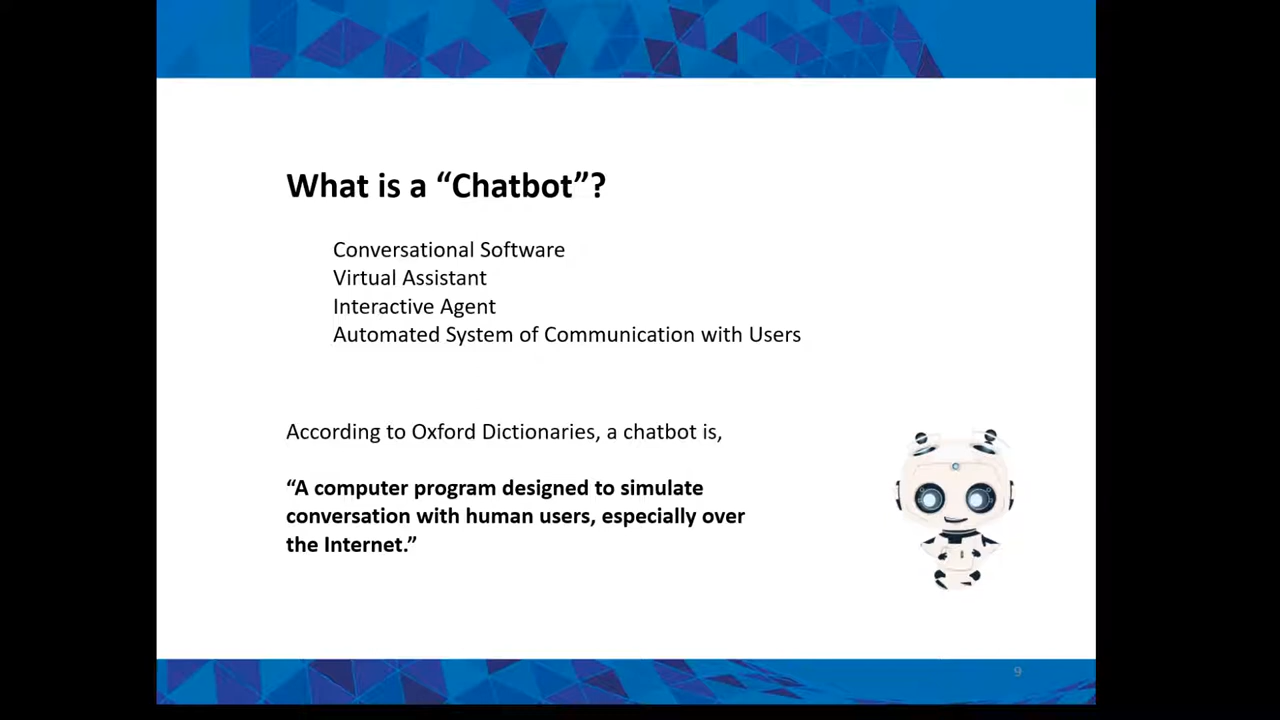 What is a “Chatbot”?
Conversational Software
Virtual Assistant
Interactive Agent
Automated System of Communication with Users
According to Oxford Dictionaries, a chatbot is,
“A computer program designed to simulate
conversation with human users, especially over
the Internet.”
9